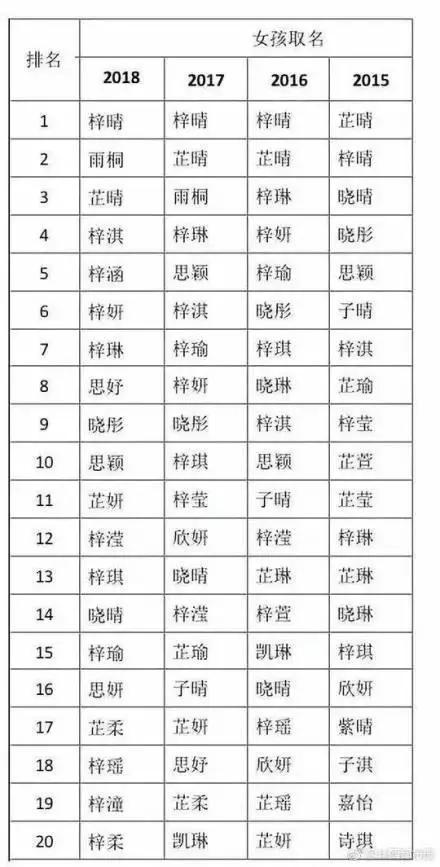 排名 女孩取名
2018 2017 2016 2015
1 梓晴 梓晴 梓晴 芷晴
2 雨桐 芷晴 芷晴 梓晴
3 芷晴 雨桐 梓琳 晓晴
4 梓淇 梓琳 梓妍 晓彤
5 梓涵 思颖 梓瑜 思颖
6 梓妍 梓淇 晓彤 子晴
7 梓琳 梓瑜 梓琪 梓淇
8 思妤 梓妍 晓琳 芷瑜
9 晓彤 晓彤 梓淇 梓莹
10 思颖 梓琪 思颖 芷萱
11 芷妍 梓莹 子晴 芷莹
12 梓滢 欣妍 梓滢 梓琳
13 梓琪 晓晴 芷琳 芷琳
14 晓晴 梓滢 梓萱 晓琳
15 梓瑜 芷瑜 凯琳 梓琪
16 思妍 子晴 晓晴 欣妍
17 芷柔 芷妍 梓瑶 紫晴
18 梓瑶 思妤 欣妍 子淇
19 梓潼 芷柔 芷瑶 嘉怡
20 梓柔 凯琳 芷妍 诗琪